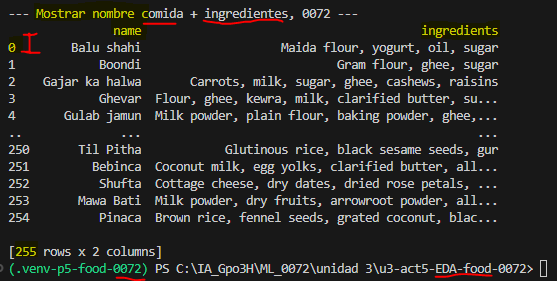 --- Mostrar nombre comida + ingredientes, 0072 ---
name ingredients
0 Balu shahi Maida flour, yogurt, oil, sugar
1 Boondi Gram flour, ghee, sugar
2 Gajar ka halwa Carrots, milk, sugar, ghee, cashews, raisins
3 Ghevar Flour, ghee, kewra, milk, clarified butter, su...
4 Gulab jamun Milk powder, plain flour, baking powder, ghee,...
.. ... ...
250 Til Pitha Glutinous rice, black sesame seeds, gur
251 Bebinca Coconut milk, egg yolks, clarified butter, all...
252 Shufta Cottage cheese, dry dates, dried rose petals, ...
253 Mawa Bati Milk powder, dry fruits, arrowroot powder, all...
254 Pinaca Brown rice, fennel seeds, grated coconut, blac...
[255 rows x 2 columns]
(.venv-p5-food-0072) PS C:\IA_Gpo3H\ML_0072\unidad 3\u3-act5-EDA-food-0072>